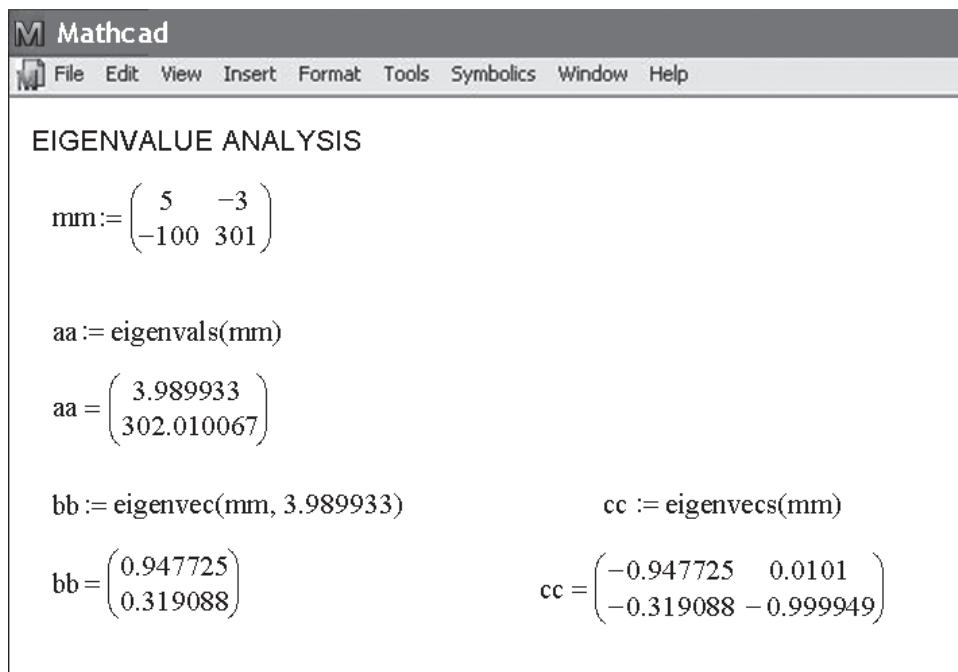 Mathcad
File Edit View Insert Format Tools Symbolics Window Help
EIGENVALUE ANALYSIS
mm := ( 5 −3
−100 301 )
aa := eigenvals(mm)
aa = ( 3.989933
302.010067 )
bb := eigenvec(mm, 3.989933)
cc := eigenvecs(mm)
bb = ( 0.947725
0.319088 )
cc = ( −0.947725 0.0101
−0.319088 −0.999949 )